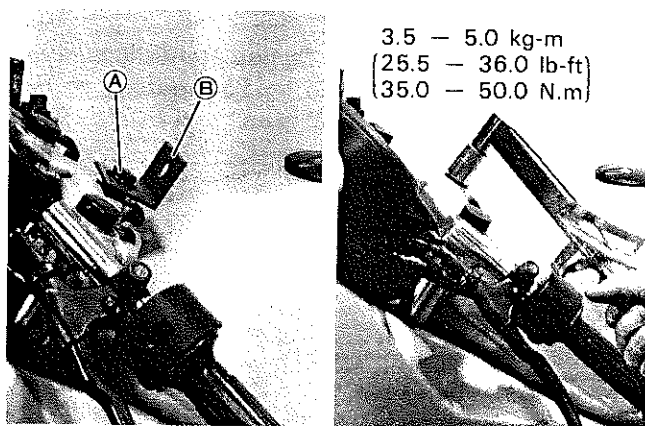 Ⓐ
Ⓑ
3.5 – 5.0 kg-m
25.5 – 36.0 lb-ft
35.0 – 50.0 N.m